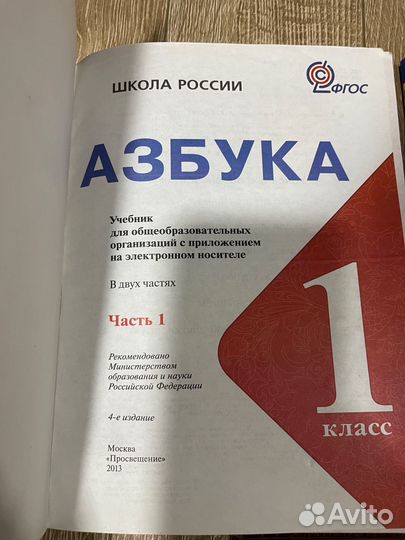 ШКОЛА РОССИИ
ФГОС
АЗБУКА
Учебник
для общеобразовательных
организаций с приложением
на электронном носителе
В двух частях
Часть 1
Рекомендовано
Министерством
образования и науки
Российской Федерации
4-е издание
1
КЛАСС
Москва
«Просвещение»
2013
Avito